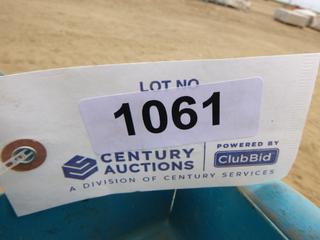 LOT NO
1061
CENTURY AUCTIONS
POWERED BY
ClubBid
A DIVISION OF CENTURY SERVICES